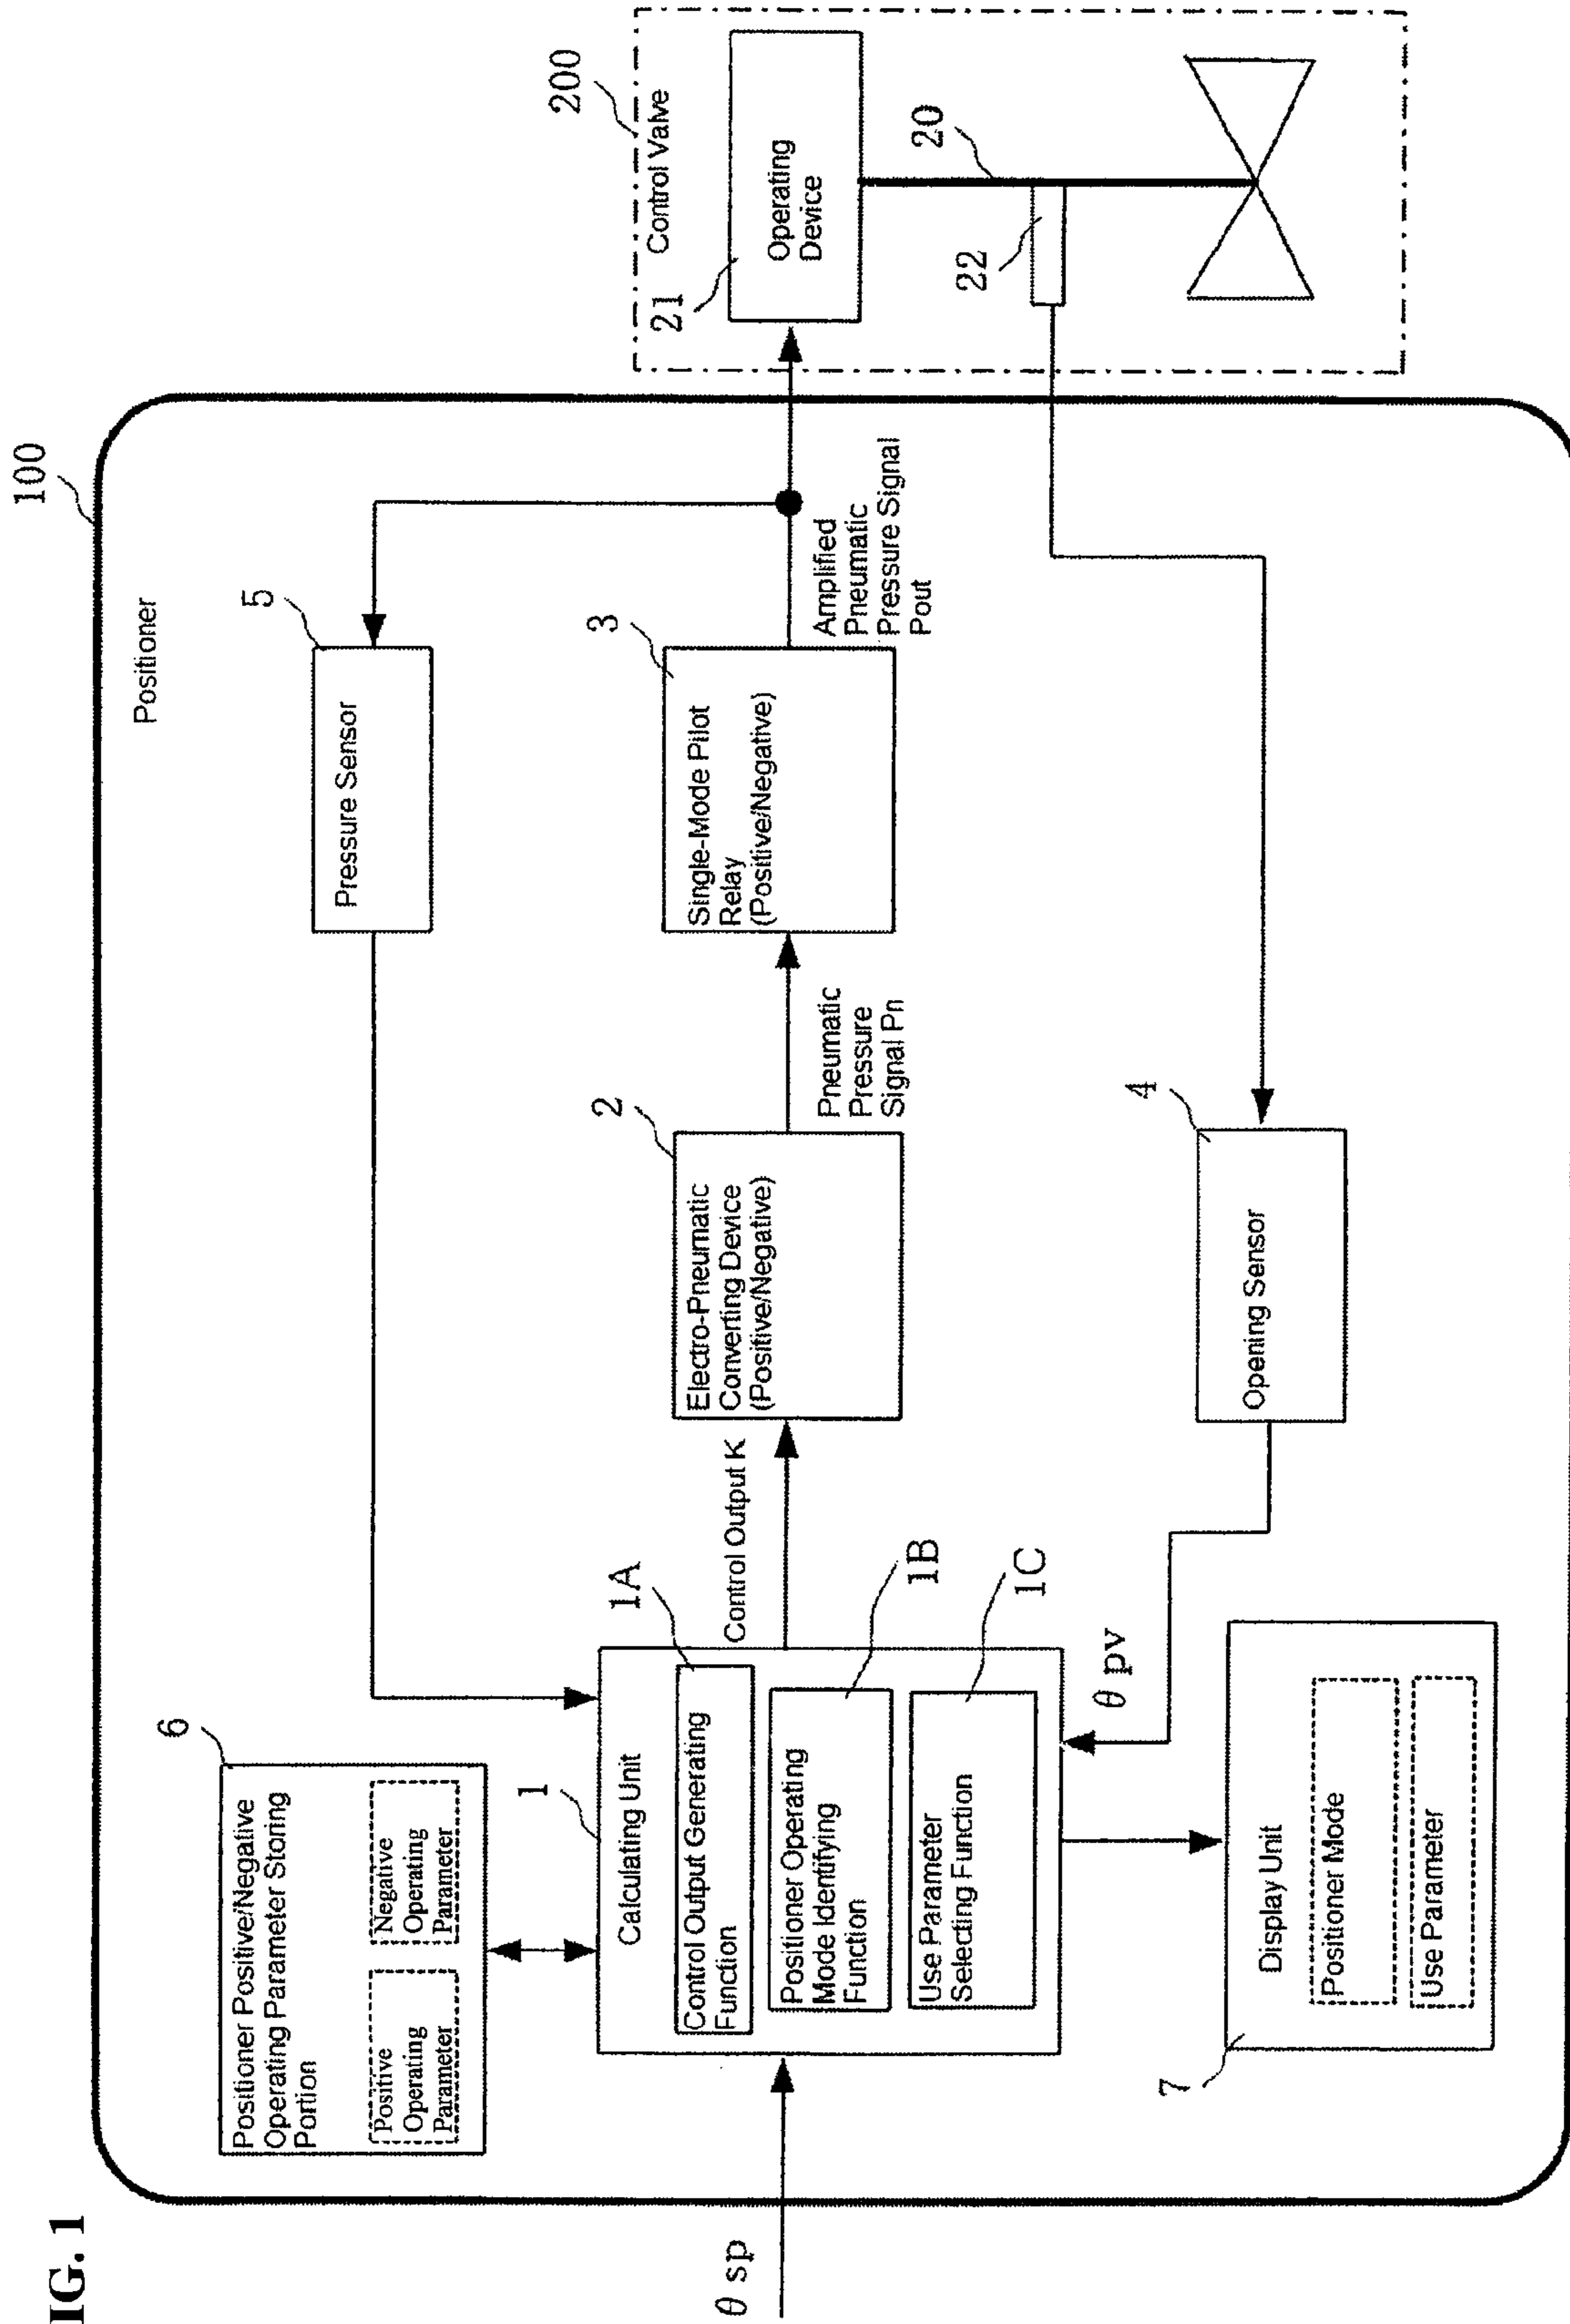 IG. 1
100
Positioner
6
Positioner Positive/Negative
Operating Parameter Storing
Portion
Positive
Operating
Parameter
Negative
Operating
Parameter
5
Pressure Sensor
θ sp
1
Calculating Unit
1A
Control Output Generating
Function
1B
Positioner Operating
Mode Identifying
Function
1C
Use Parameter
Selecting Function
Control Output K
2
Electro-Pneumatic
Converting Device
(Positive/Negative)
Pneumatic
Pressure
Signal Pn
3
Single-Mode Pilot
Relay
(Positive/Negative)
Amplified
Pneumatic
Pressure Signal
Pout
θ pv
4
Opening Sensor
7
Display Unit
Positioner Mode
Use Parameter
200
Control Valve
21
Operating
Device
20
22